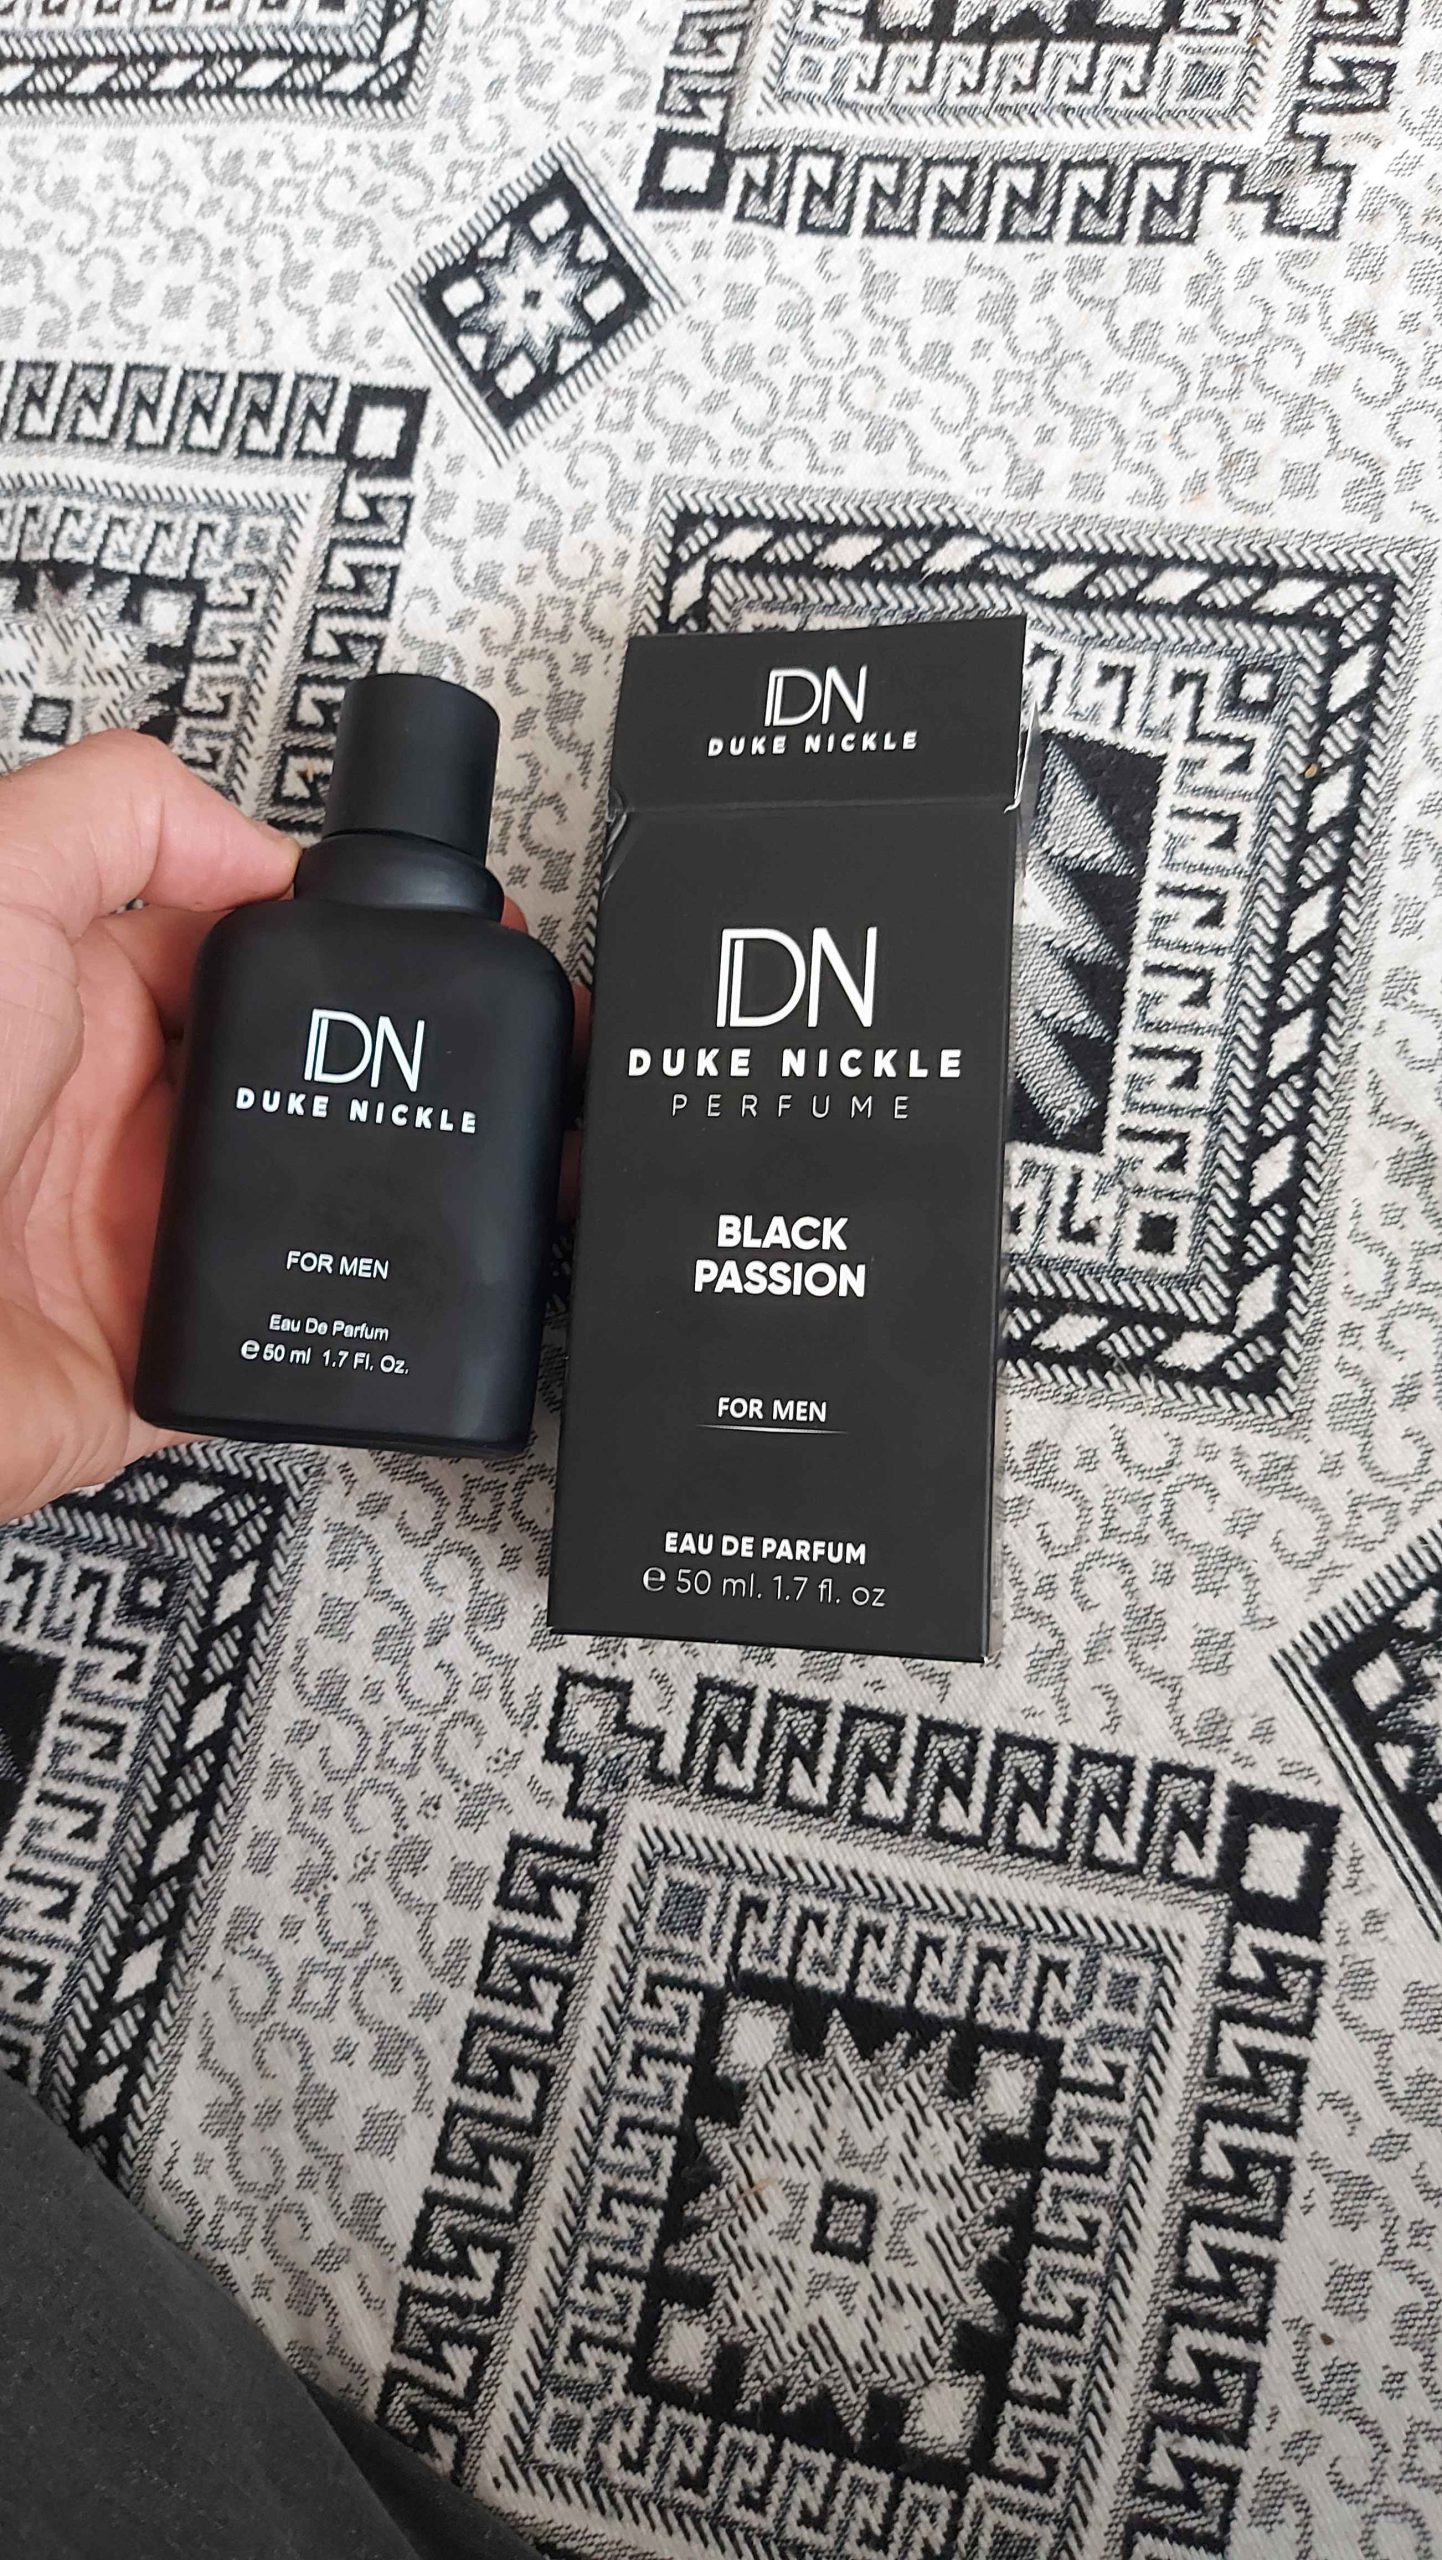 DN
DUKE NICKLE
FOR MEN
Eau De Parfum
e 50 ml 1.7 Fl. Oz.
DN
DUKE NICKLE
DN
DUKE NICKLE
PERFUME
BLACK
PASSION
FOR MEN
EAU DE PARFUM
e 50 ml. 1.7 fl. oz